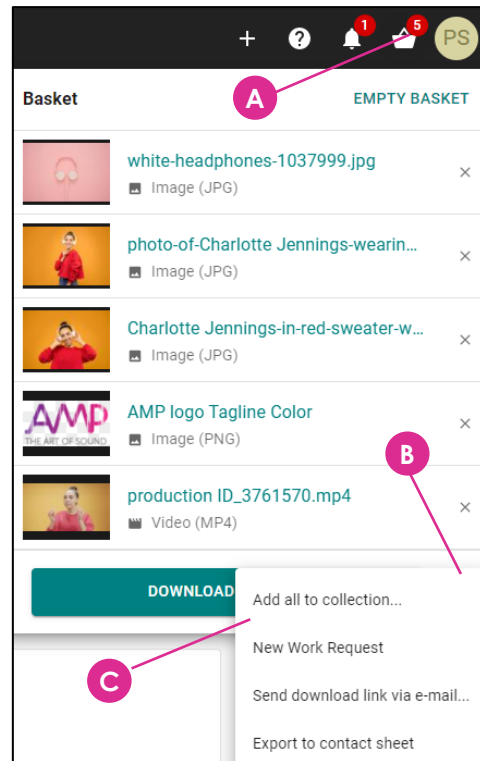 1
5
PS
A
Basket
EMPTY BASKET
white-headphones-1037999.jpg
Image (JPG)
photo-of-Charlotte Jennings-wearin...
Image (JPG)
Charlotte Jennings-in-red-sweater-w...
Image (JPG)
AMP
THE ART OF SOUND
AMP logo Tagline Color
Image (PNG)
B
production ID_3761570.mp4
Video (MP4)
DOWNLOAD
Add all to collection...
New Work Request
C
Send download link via e-mail...
Export to contact sheet